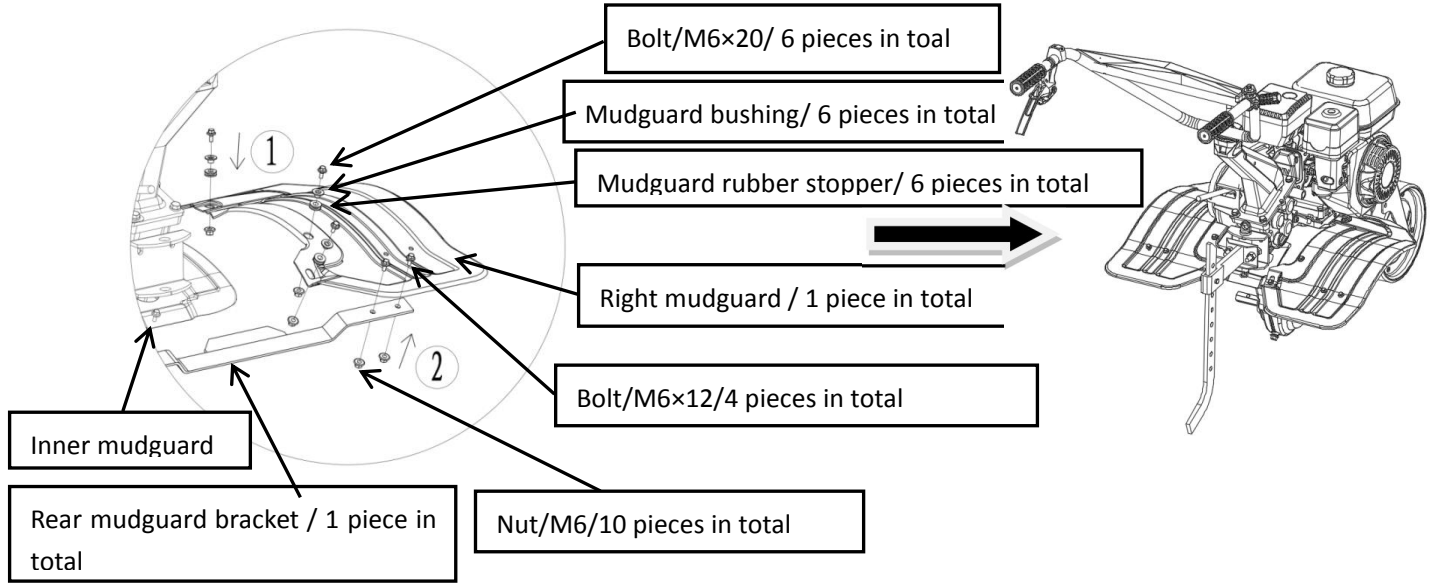 Bolt/M6×20/ 6 pieces in toal
Mudguard bushing/ 6 pieces in total
Mudguard rubber stopper/ 6 pieces in total
1
Right mudguard / 1 piece in total
2
Bolt/M6×12/4 pieces in total
Inner mudguard
Rear mudguard bracket / 1 piece in
total
Nut/M6/10 pieces in total